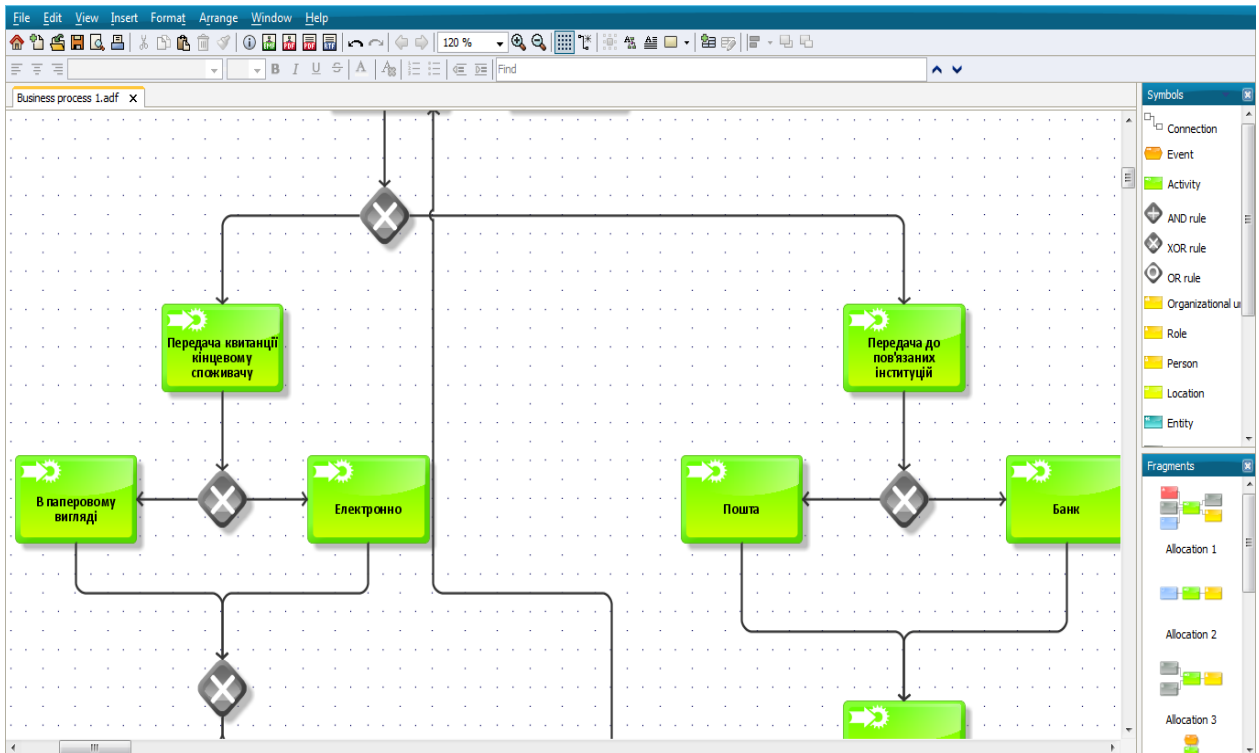 File Edit View Insert Format Arrange Window Help
120 %
B I U S A
Find
Business process 1.adf x
Symbols
Connection
Event
Activity
AND rule
XOR rule
OR rule
Organizational
Role
Person
Location
Entity
Fragments
Allocation 1
Allocation 2
Allocation 3
Передача квитанції
кінцевому
споживачу
Передача до
пов'язаних
інституцій
В паперовому
вигляді
Електронно
Пошта
Банк